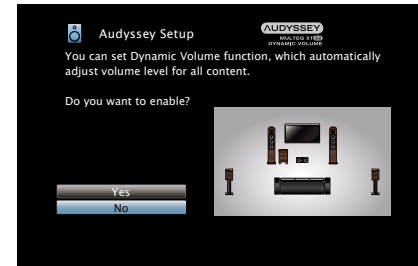 Audyssey Setup
AUDYSSEY
MULTEQ XT32
DYNAMIC VOLUME
You can set Dynamic Volume function, which automatically
adjust volume level for all content.
Do you want to enable?
Yes
No